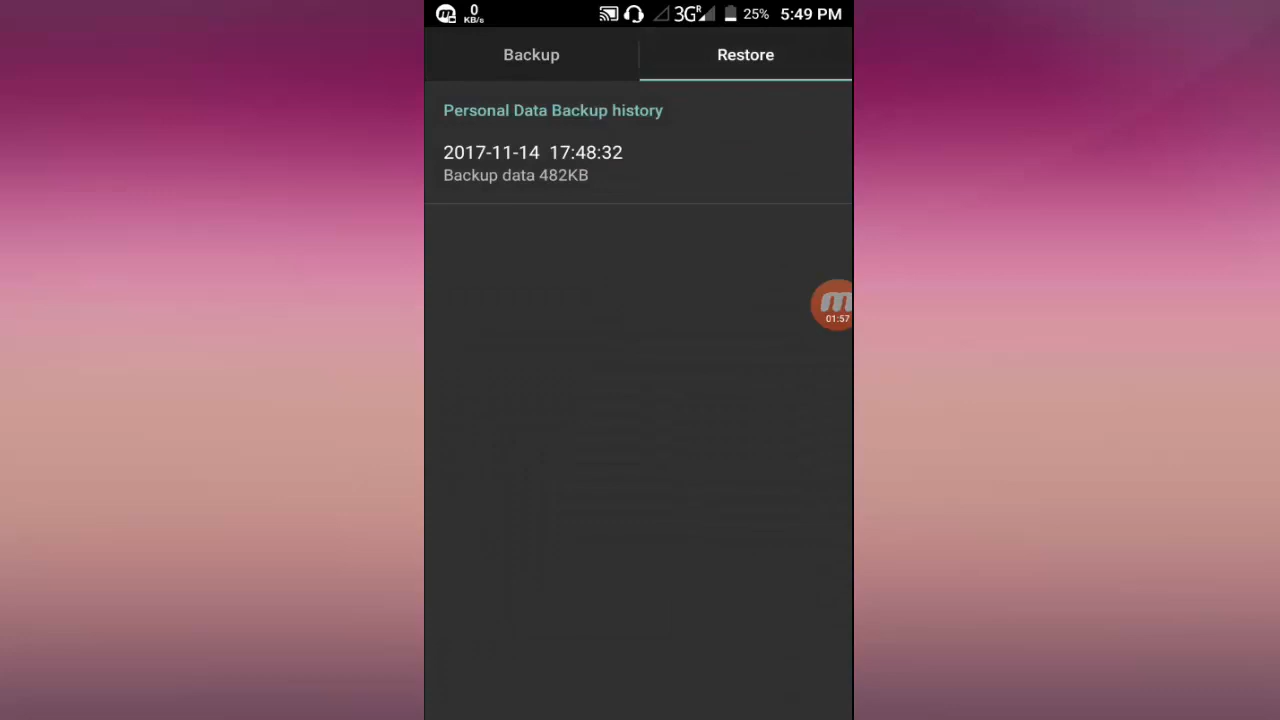 0
KB/s
3G R
25%
5:49 PM
Backup
Restore
Personal Data Backup history
2017-11-14 17:48:32
Backup data 482KB
m
01:57